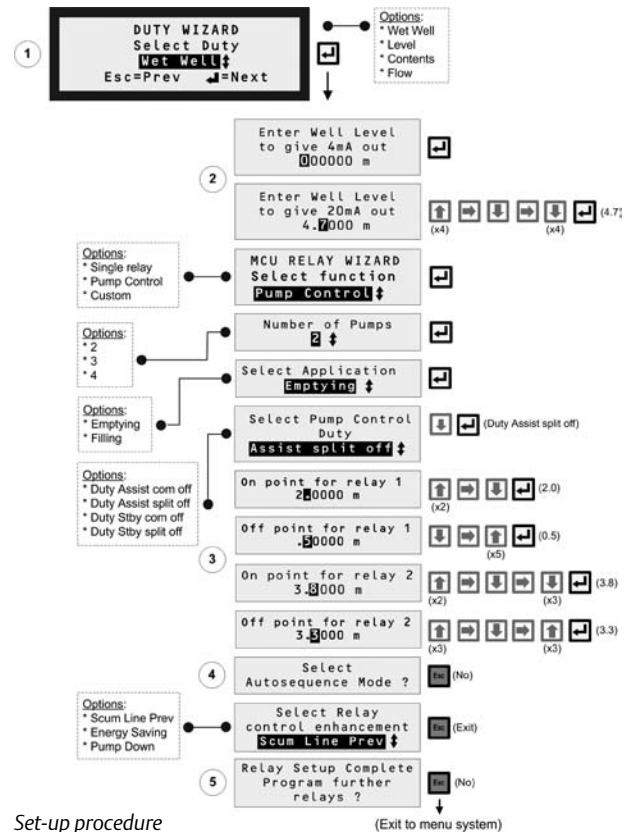 Options:
* Wet Well
* Level
* Contents
* Flow
1
DUTY WIZARD
Select Duty
Wet Well
Esc=Prev =Next
2
Enter Well Level
to give 4mA out
000000 m
Enter Well Level
to give 20mA out
4.7000 m
(x4)
(x4)
(4.7)
Options:
* Single relay
* Pump Control
* Custom
MCU RELAY WIZARD
Select function
Pump Control
Options:
* 2
* 3
* 4
Number of Pumps
2
Options:
* Emptying
* Filling
Select Application
Emptying
Options:
* Duty Assist com off
* Duty Assist split off
* Duty Stby com off
* Duty Stby split off
Select Pump Control
Duty
Assist split off
(Duty Assist split off)
3
On point for relay 1
2.0000 m
(x2)
(2.0)
Off point for relay 1
.50000 m
(x5)
(0.5)
On point for relay 2
3.8000 m
(x2)
(x3)
(3.8)
Off point for relay 2
3.3000 m
(x3)
(x3)
(3.3)
4
Select
Autosequence Mode ?
Esc
(No)
Options:
* Scum Line Prev
* Energy Saving
* Pump Down
Select Relay
control enhancement
Scum Line Prev
Esc
(Exit)
5
Relay Setup Complete
Program further
relays ?
Esc
(No)
Set-up procedure
(Exit to menu system)